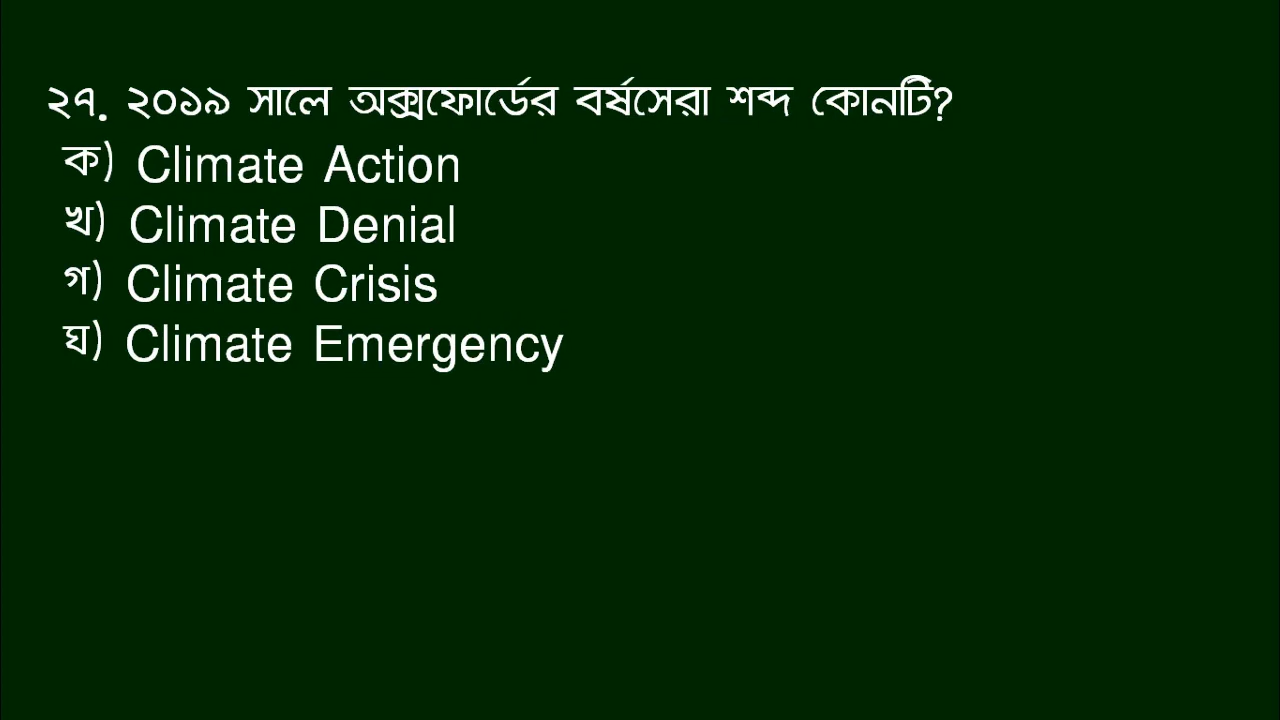 ২৭. ২০১৯ সালে অক্সফোর্ডের বর্ষসেরা শব্দ কোনটি?
ক) Climate Action
খ) Climate Denial
গ) Climate Crisis
ঘ) Climate Emergency